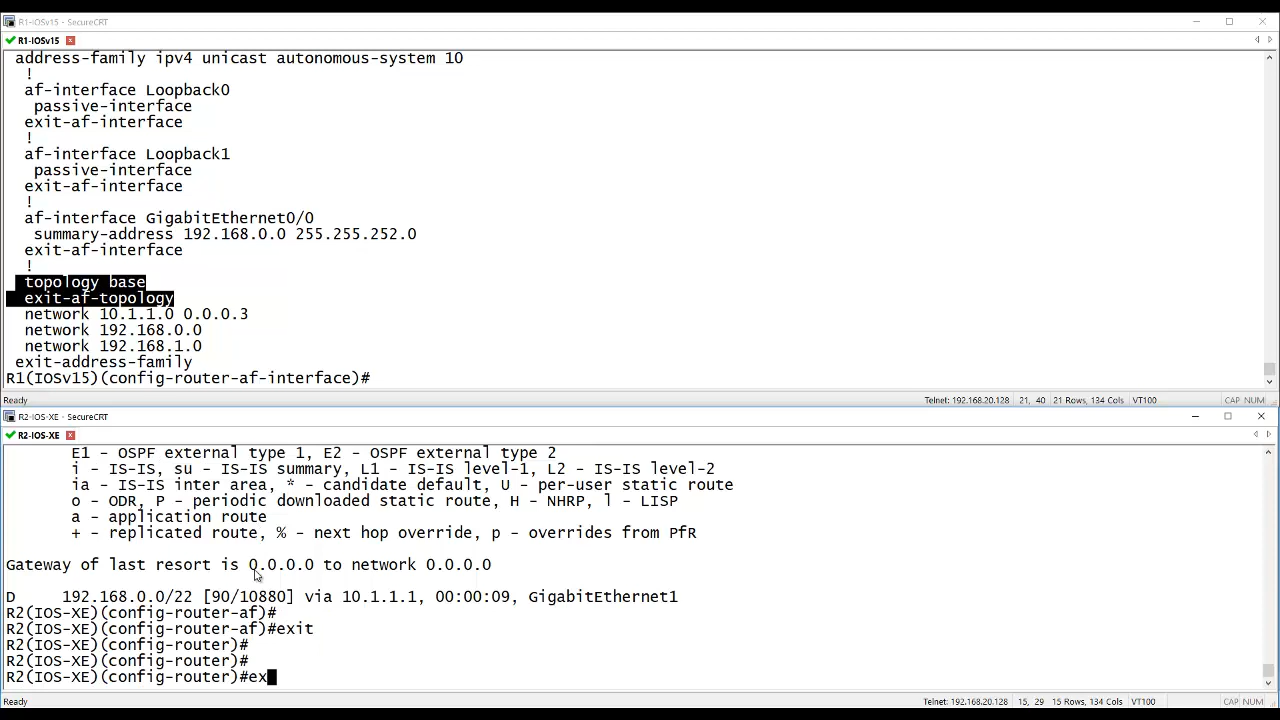 R1-IOSv15 - SecureCRT
R1-IOSv15
address-family ipv4 unicast autonomous-system 10
!
af-interface Loopback0
passive-interface
exit-af-interface
!
af-interface Loopback1
passive-interface
exit-af-interface
!
af-interface GigabitEthernet0/0
summary-address 192.168.0.0 255.255.252.0
exit-af-interface
!
topology base
exit-af-topology
network 10.1.1.0 0.0.0.3
network 192.168.0.0
network 192.168.1.0
exit-address-family
R1(IOSv15)(config-router-af-interface)#
Ready Telnet: 192.168.20.128 21, 40 21 Rows, 134 Cols VT100 CAP NUM
R2-IOS-XE - SecureCRT
R2-IOS-XE
E1 - OSPF external type 1, E2 - OSPF external type 2
i - IS-IS, su - IS-IS summary, L1 - IS-IS level-1, L2 - IS-IS level-2
ia - IS-IS inter area, * - candidate default, U - per-user static route
o - ODR, P - periodic downloaded static route, H - NHRP, l - LISP
a - application route
+ - replicated route, % - next hop override, p - overrides from PfR
Gateway of last resort is 0.0.0.0 to network 0.0.0.0
D 192.168.0.0/22 [90/10880] via 10.1.1.1, 00:00:09, GigabitEthernet1
R2(IOS-XE)(config-router-af)#
R2(IOS-XE)(config-router-af)#exit
R2(IOS-XE)(config-router)#
R2(IOS-XE)(config-router)#
R2(IOS-XE)(config-router)#ex
Ready Telnet: 192.168.20.128 15, 29 15 Rows, 134 Cols VT100 CAP NUM